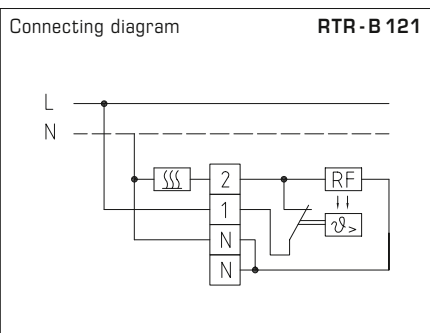 Connecting diagram RTR-B 121
L
N
2 RF
1
ϑ>
N
N